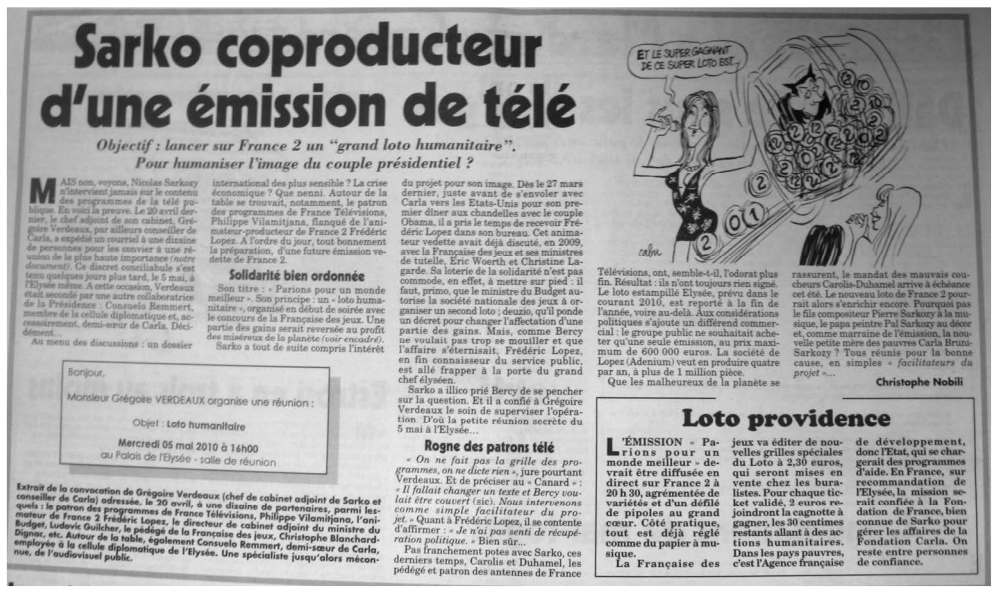 Sarko coproducteur
d'une émission de télé
Objectif : lancer sur France 2 un "grand loto humanitaire".
Pour humaniser l'image du couple présidentiel ?
ET LE SUPER GAGNANT
DE CE SUPER LOTO EST...
cabu
MAIS non, voyons, Nicolas Sarkozy
n'intervient jamais sur le contenu
des programmes de la télé pu-
blique. En voici la preuve. Le 20 avril der-
nier, le chef adjoint de son cabinet, Gré-
goire Verdeaux, par ailleurs conseiller de
Carla, a expédié un courriel à une dizaine
de personnes pour les convier à une réu-
nion de la plus haute importance (notre
document). Ce discret conciliabule s'est
tenu quelques jours plus tard, le 5 mai, à
l'Elysée même. A cette occasion, Verdeaux
était secondé par une autre collaboratrice
de la Présidence : Consuelo Remmert,
membre de la cellule diplomatique et, ac-
cessoirement, demi-sœur de Carla. Déci-
dément...
Au menu des discussions : un dossier
international des plus sensible ? La crise
économique ? Que nenni. Autour de la
table se trouvait, notamment, le patron
des programmes de France Télévisions,
Philippe Vilamitjana, flanqué de l'ani-
mateur-producteur de France 2 Frédéric
Lopez. A l'ordre du jour, tout bonnement
la préparation, d'une future émission ve-
dette de France 2.
Solidarité bien ordonnée
Son titre : « Parions pour un monde
meilleur ». Son principe : un « loto huma-
nitaire », organisé en début de soirée avec
le concours de la Française des jeux. Une
partie des gains serait reversée au profit
des miséreux de la planète (voir encadré).
Sarko a tout de suite compris l'intérêt
Bonjour,
Monsieur Grégoire VERDEAUX organise une réunion :
Objet : Loto humanitaire
Mercredi 05 mai 2010 à 16h00
au Palais de l'Elysée - salle de réunion
Extrait de la convocation de Grégoire Verdeaux (chef de cabinet adjoint de Sarko et
conseiller de Carla) adressée, le 20 avril, à une dizaine de partenaires, parmi les-
quels : le patron des programmes de France Télévisions, Philippe Vilamitjana, l'ani-
mateur de France 2 Frédéric Lopez, le directeur de cabinet adjoint du ministre du
Budget, Ludovic Guilcher, le pédégé de la Française des jeux, Christophe Blanchard-
Dignac, etc. Autour de la table, également Consuelo Remmert, demi-sœur de Carla,
employée à la cellule diplomatique de l'Elysée. Une spécialiste jusqu'alors mécon-
nue, de l'audiovisuel public.
du projet pour son image. Dès le 27 mars
dernier, juste avant de s'envoler avec
Carla vers les Etats-Unis pour son pre-
mier dîner aux chandelles avec le couple
Obama, il a pris le temps de recevoir Fré-
déric Lopez dans son bureau. Cet anima-
teur vedette avait déjà discuté, en 2009,
avec la Française des jeux et ses ministres
de tutelle, Eric Woerth et Christine La-
garde. Sa loterie de la solidarité n'est pas
commode, en effet, à mettre sur pied : il
faut, primo, que le ministre du Budget auto-
rise la société nationale des jeux à or-
ganiser un second loto ; deuzio, qu'il ponde
un décret pour changer l'affectation d'une
partie des gains. Mais, comme Bercy
ne voulait pas trop se mouiller et que
l'affaire s'éternisait, Frédéric Lopez,
en fin connaisseur du service public,
est allé frapper à la porte du grand
chef élyséen.
Sarko a illico prié Bercy de se pencher
sur la question. Et il a confié à Grégoire
Verdeaux le soin de superviser l'opéra-
tion. D'où la petite réunion secrète du
5 mai à l'Elysée...
Rogne des patrons télé
« On ne fait pas la grille des pro-
grammes, on ne dicte rien », jure pourtant
Verdeaux. Et de préciser au « Canard » :
« Il fallait changer un texte et Bercy vou-
lait être couvert (sic). Nous intervenons
comme simple facilitateur du pro-
jet. » Quant à Frédéric Lopez, il se contente
d'affirmer : « Je n'ai pas senti de récupé-
ration politique. » Bien sûr...
Pas franchement potes avec Sarko, ces
derniers temps, Carolis et Duhamel, les
pédégé et patron des antennes de France
Télévisions, ont, semble-t-il, l'odorat plus
fin. Résultat : ils n'ont toujours rien signé.
Le loto estampillé Elysée, prévu dans le
courant 2010, est reporté à la fin de
l'année, voire au-delà. Aux considérations
politiques s'ajoute un différend commer-
cial : le groupe public ne souhaitait ache-
ter qu'une seule émission, au prix maxi-
mum de 600 000 euros. La société de
Lopez (Adenium) veut en produire quatre
par an, à plus de 1 million pièce.
Que les malheureux de la planète se
rassurent, le mandat des mauvais cou-
cheurs Carolis-Duhamel arrive à échéance
cet été. Le nouveau loto de France 2 pour-
rait alors s'enrichir encore. Pourquoi pas
le fils compositeur Pierre Sarkozy à la mu-
sique, le papa peintre Pal Sarkozy au décor
et, comme marraine de l'émission, la nou-
velle petite mère des pauvres Carla Bruni-
Sarkozy ? Tous réunis pour la bonne
cause, en simples « facilitateurs du
projet »...
Christophe Nobili
Loto providence
L'ÉMISSION « Pa-
rions pour un
monde meilleur » de-
vrait être diffusée en
direct sur France 2 à
20 h 30, agrémentée de
variétés et d'un défilé
de pipoles au grand
cœur. Côté pratique,
tout est déjà réglé
comme du papier à mu-
sique.
La Française des
jeux va éditer de nou-
velles grilles spéciales
du Loto à 2,30 euros,
qui seront mises en
vente chez les bura-
listes. Pour chaque tic-
ket validé, 2 euros re-
joindront la cagnotte à
gagner, les 30 centimes
restants allant à des ac-
tions humanitaires.
Dans les pays pauvres,
c'est l'Agence française
de développement,
donc l'Etat, qui se char-
gerait des programmes
d'aide. En France, sur
recommandation de
l'Elysée, la mission se-
rait confiée à la Fon-
dation de France, bien
connue de Sarko pour
gérer les affaires de la
Fondation Carla. On
reste entre personnes
de confiance.